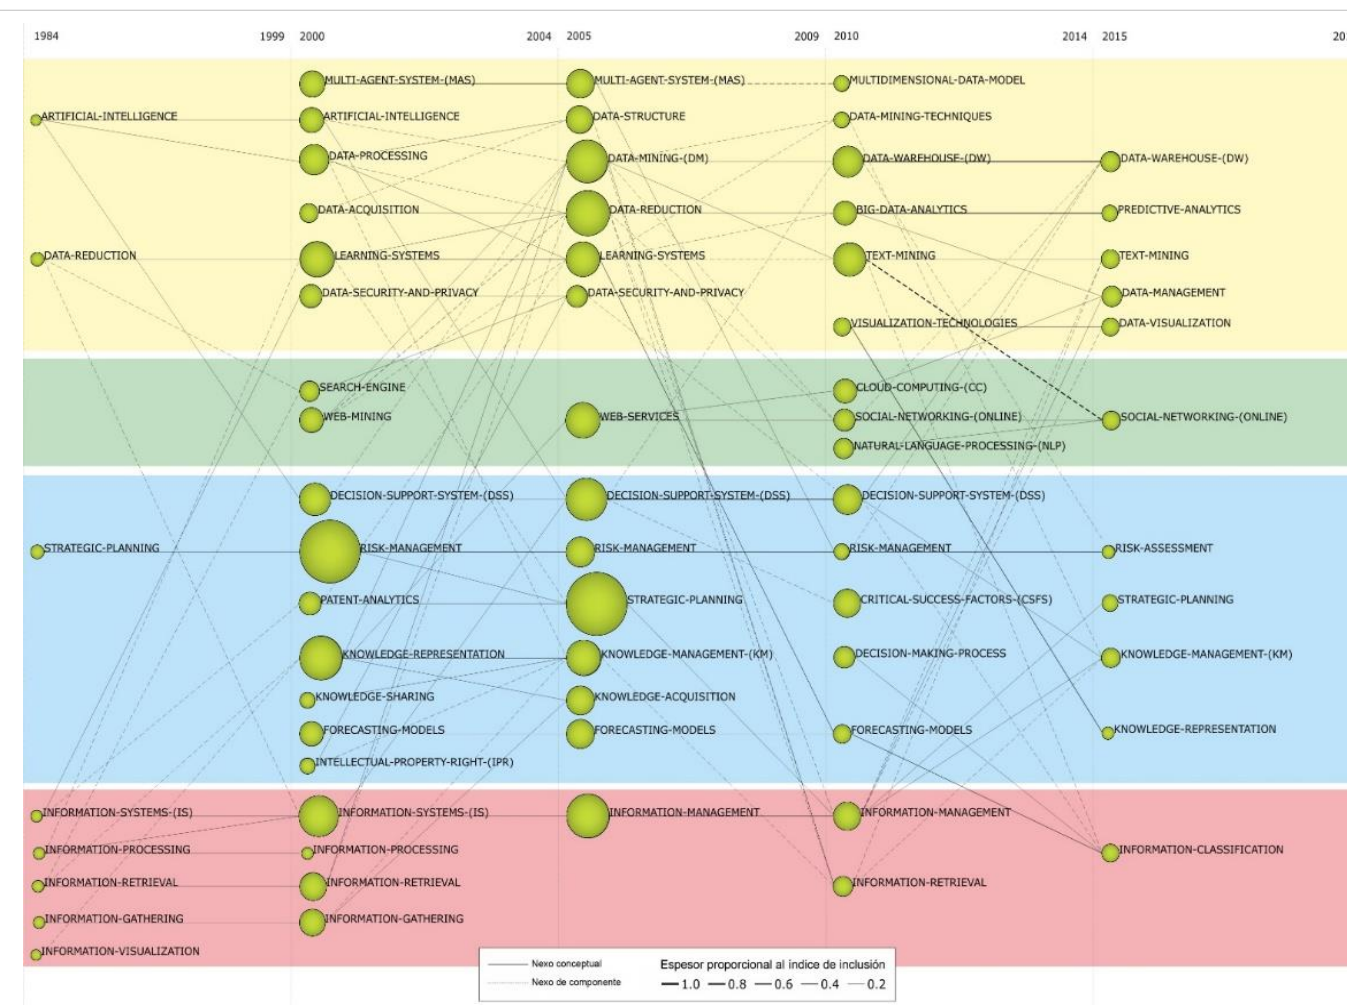 1984 1999 2000 2004 2005 2009 2010 2014 2015 20
MULTI-AGENT-SYSTEM-(MAS) MULTI-AGENT-SYSTEM-(MAS) MULTIDIMENSIONAL-DATA-MODEL
ARTIFICIAL-INTELLIGENCE ARTIFICIAL-INTELLIGENCE DATA-STRUCTURE DATA-MINING-TECHNIQUES
DATA-PROCESSING DATA-MINING-(DM) DATA-WAREHOUSE-(DW) DATA-WAREHOUSE-(DW)
DATA-ACQUISITION DATA-REDUCTION BIG-DATA-ANALYTICS PREDICTIVE-ANALYTICS
DATA-REDUCTION LEARNING-SYSTEMS LEARNING-SYSTEMS TEXT-MINING TEXT-MINING
DATA-SECURITY-AND-PRIVACY DATA-SECURITY-AND-PRIVACY DATA-MANAGEMENT
VISUALIZATION-TECHNOLOGIES DATA-VISUALIZATION
SEARCH-ENGINE CLOUD-COMPUTING-(CC)
WEB-MINING WEB-SERVICES SOCIAL-NETWORKING-(ONLINE) SOCIAL-NETWORKING-(ONLINE)
NATURAL-LANGUAGE-PROCESSING-(NLP)
DECISION-SUPPORT-SYSTEM-(DSS) DECISION-SUPPORT-SYSTEM-(DSS) DECISION-SUPPORT-SYSTEM-(DSS)
STRATEGIC-PLANNING RISK-MANAGEMENT RISK-MANAGEMENT RISK-MANAGEMENT RISK-ASSESSMENT
PATENT-ANALYTICS STRATEGIC-PLANNING CRITICAL-SUCCESS-FACTORS-(CSFS) STRATEGIC-PLANNING
KNOWLEDGE-REPRESENTATION KNOWLEDGE-MANAGEMENT-(KM) DECISION-MAKING-PROCESS KNOWLEDGE-MANAGEMENT-(KM)
KNOWLEDGE-SHARING KNOWLEDGE-ACQUISITION
FORECASTING-MODELS FORECASTING-MODELS FORECASTING-MODELS KNOWLEDGE-REPRESENTATION
INTELLECTUAL-PROPERTY-RIGHT-(IPR)
INFORMATION-SYSTEMS-(IS) INFORMATION-SYSTEMS-(IS) INFORMATION-MANAGEMENT INFORMATION-MANAGEMENT
INFORMATION-PROCESSING INFORMATION-PROCESSING INFORMATION-CLASSIFICATION
INFORMATION-RETRIEVAL INFORMATION-RETRIEVAL INFORMATION-RETRIEVAL
INFORMATION-GATHERING INFORMATION-GATHERING
INFORMATION-VISUALIZATION
Nexo conceptual Espesor proporcional al índice de inclusión
Nexo de componente 1.0 0.8 0.6 0.4 0.2